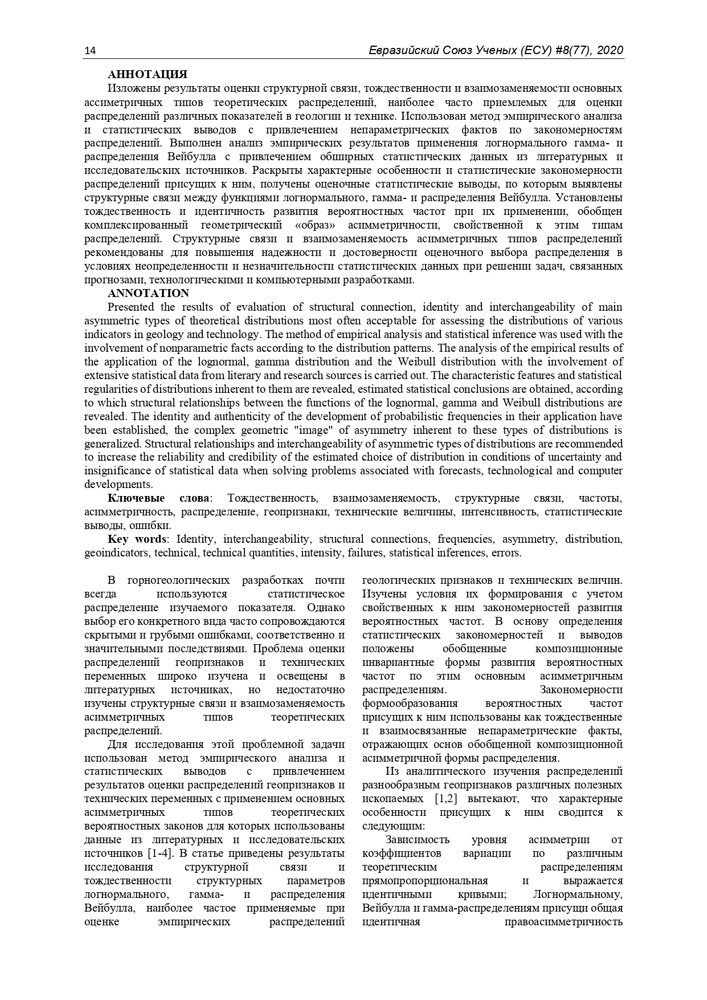 14
Евразийский Союз Ученых (ЕСУ) #8(77), 2020
АННОТАЦИЯ
Изложены результаты оценки структурной связи, тождественности и взаимозаменяемости основных
ассиметричных типов теоретических распределений, наиболее часто приемлемых для оценки
распределений различных показателей в геологии и технике. Использован метод эмпирического анализа
и статистических выводов с привлечением непараметрических фактов по закономерностям
распределений. Выполнен анализ эмпирических результатов применения логнормального гамма- и
распределения Вейбулла с привлечением обширных статистических данных из литературных и
исследовательских источников. Раскрыты характерные особенности и статистические закономерности
распределений присущих к ним, получены оценочные статистические выводы, по которым выявлены
структурные связи между функциями логнормального, гамма- и распределения Вейбулла. Установлены
тождественность и идентичность развития вероятностных частот при их применении, обобщен
комплексированный геометрический «образ» асимметричности, свойственной к этим типам
распределений. Структурные связи и взаимозаменяемость асимметричных типов распределений
рекомендованы для повышения надежности и достоверности оценочного выбора распределения в
условиях неопределенности и незначительности статистических данных при решении задач, связанных
прогнозами, технологическими и компьютерными разработками.
ANNOTATION
Presented the results of evaluation of structural connection, identity and interchangeability of main
asymmetric types of theoretical distributions most often acceptable for assessing the distributions of various
indicators in geology and technology. The method of empirical analysis and statistical inference was used with the
involvement of nonparametric facts according to the distribution patterns. The analysis of the empirical results of
the application of the lognormal, gamma distribution and the Weibull distribution with the involvement of
extensive statistical data from literary and research sources is carried out. The characteristic features and statistical
regularities of distributions inherent to them are revealed, estimated statistical conclusions are obtained, according
to which structural relationships between the functions of the lognormal, gamma and Weibull distributions are
revealed. The identity and authenticity of the development of probabilistic frequencies in their application have
been established, the complex geometric "image" of asymmetry inherent to these types of distributions is
generalized. Structural relationships and interchangeability of asymmetric types of distributions are recommended
to increase the reliability and credibility of the estimated choice of distribution in conditions of uncertainty and
insignificance of statistical data when solving problems associated with forecasts, technological and computer
developments.
Ключевые слова: Тождественность, взаимозаменяемость, структурные связи, частоты,
асимметричность, распределение, геопризнаки, технические величины, интенсивность, статистические
выводы, ошибки.
Key words: Identity, interchangeability, structural connections, frequencies, asymmetry, distribution,
geoindicators, technical, technical quantities, intensity, failures, statistical inferences, errors.
В горногеологических разработках почти
всегда используются статистическое
распределение изучаемого показателя. Однако
выбор его конкретного вида часто сопровождаются
скрытыми и грубыми ошибками, соответственно и
значительными последствиями. Проблема оценки
распределений геопризнаков и технических
переменных широко изучена и освещены в
литературных источниках, но недостаточно
изучены структурные связи и взаимозаменяемость
асимметричных типов теоретических
распределений.
Для исследования этой проблемной задачи
использован метод эмпирического анализа и
статистических выводов с привлечением
результатов оценки распределений геопризнаков и
технических переменных с применением основных
асимметричных типов теоретических
вероятностных законов для которых использованы
данные из литературных и исследовательских
источников [1-4]. В статье приведены результаты
исследования структурной связи и
тождественности структурных параметров
логнормального, гамма- и распределения
Вейбулла, наиболее частое применяемые при
оценке эмпирических распределений
геологических признаков и технических величин.
Изучены условия их формирования с учетом
свойственных к ним закономерностей развития
вероятностных частот. В основу определения
статистических закономерностей и выводов
положены обобщенные композиционные
инвариантные формы развития вероятностных
частот по этим основным асимметричным
распределениям. Закономерности
формообразования вероятностных частот
присущих к ним использованы как тождественные
и взаимосвязанные непараметрические факты,
отражающих основ обобщенной композиционной
асимметричной формы распределения.
Из аналитического изучения распределений
разнообразным геопризнаков различных полезных
ископаемых [1,2] вытекают, что характерные
особенности присущих к ним сводится к
следующим:
Зависимость уровня асимметрии от
коэффициентов вариации по различным
теоретическим распределениям
прямопропорциональная и выражается
идентичными кривыми; Логнормальному,
Вейбулла и гамма-распределениям присущи общая
идентичная правоасимметричность